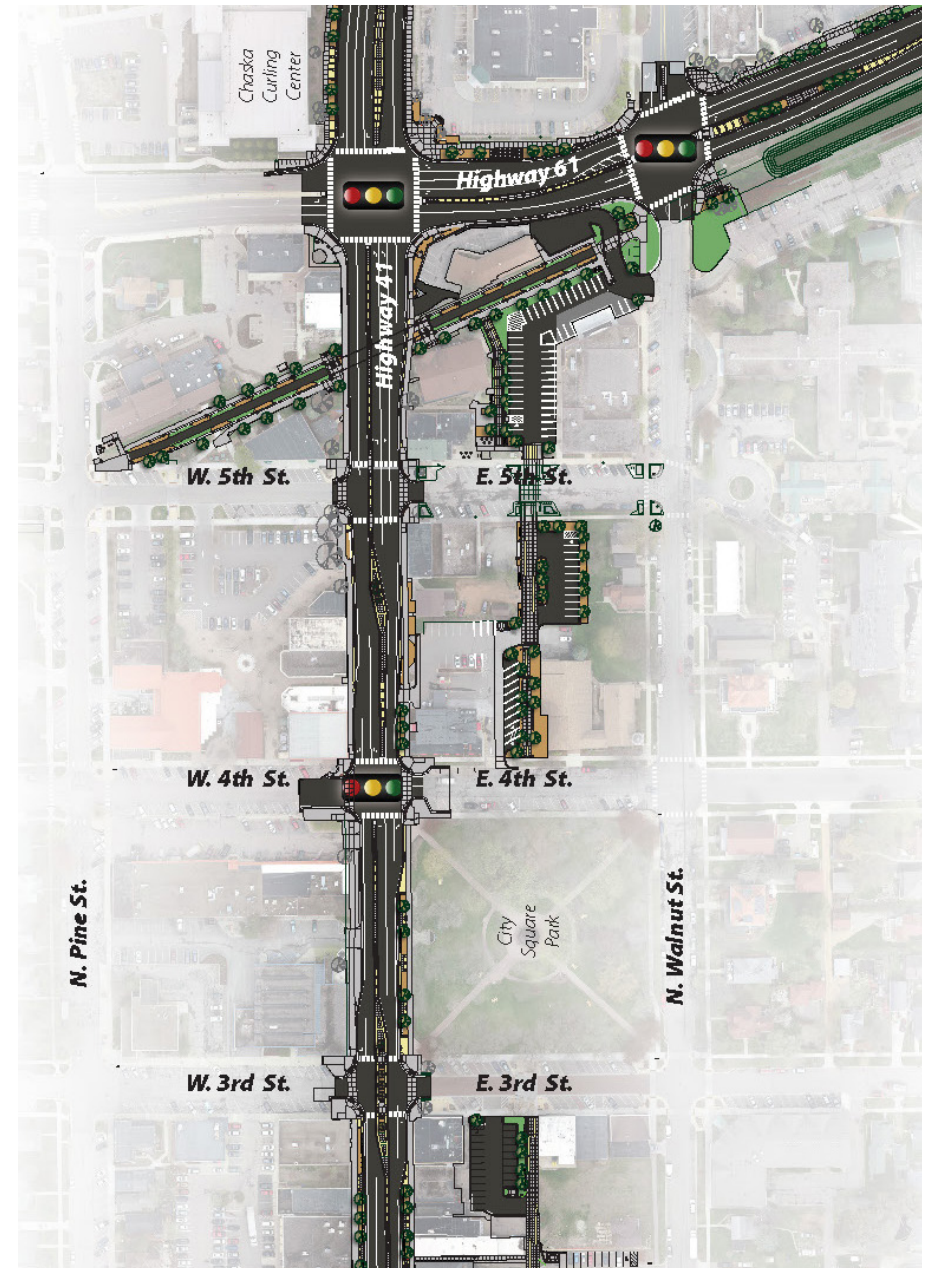 Chaska
Curling
Center
Highway 61
Highway 41
W. 5th St.
E. 5th St.
W. 4th St.
E. 4th St.
N. Pine St.
City
Square
Park
N. Walnut St.
W. 3rd St.
E. 3rd St.